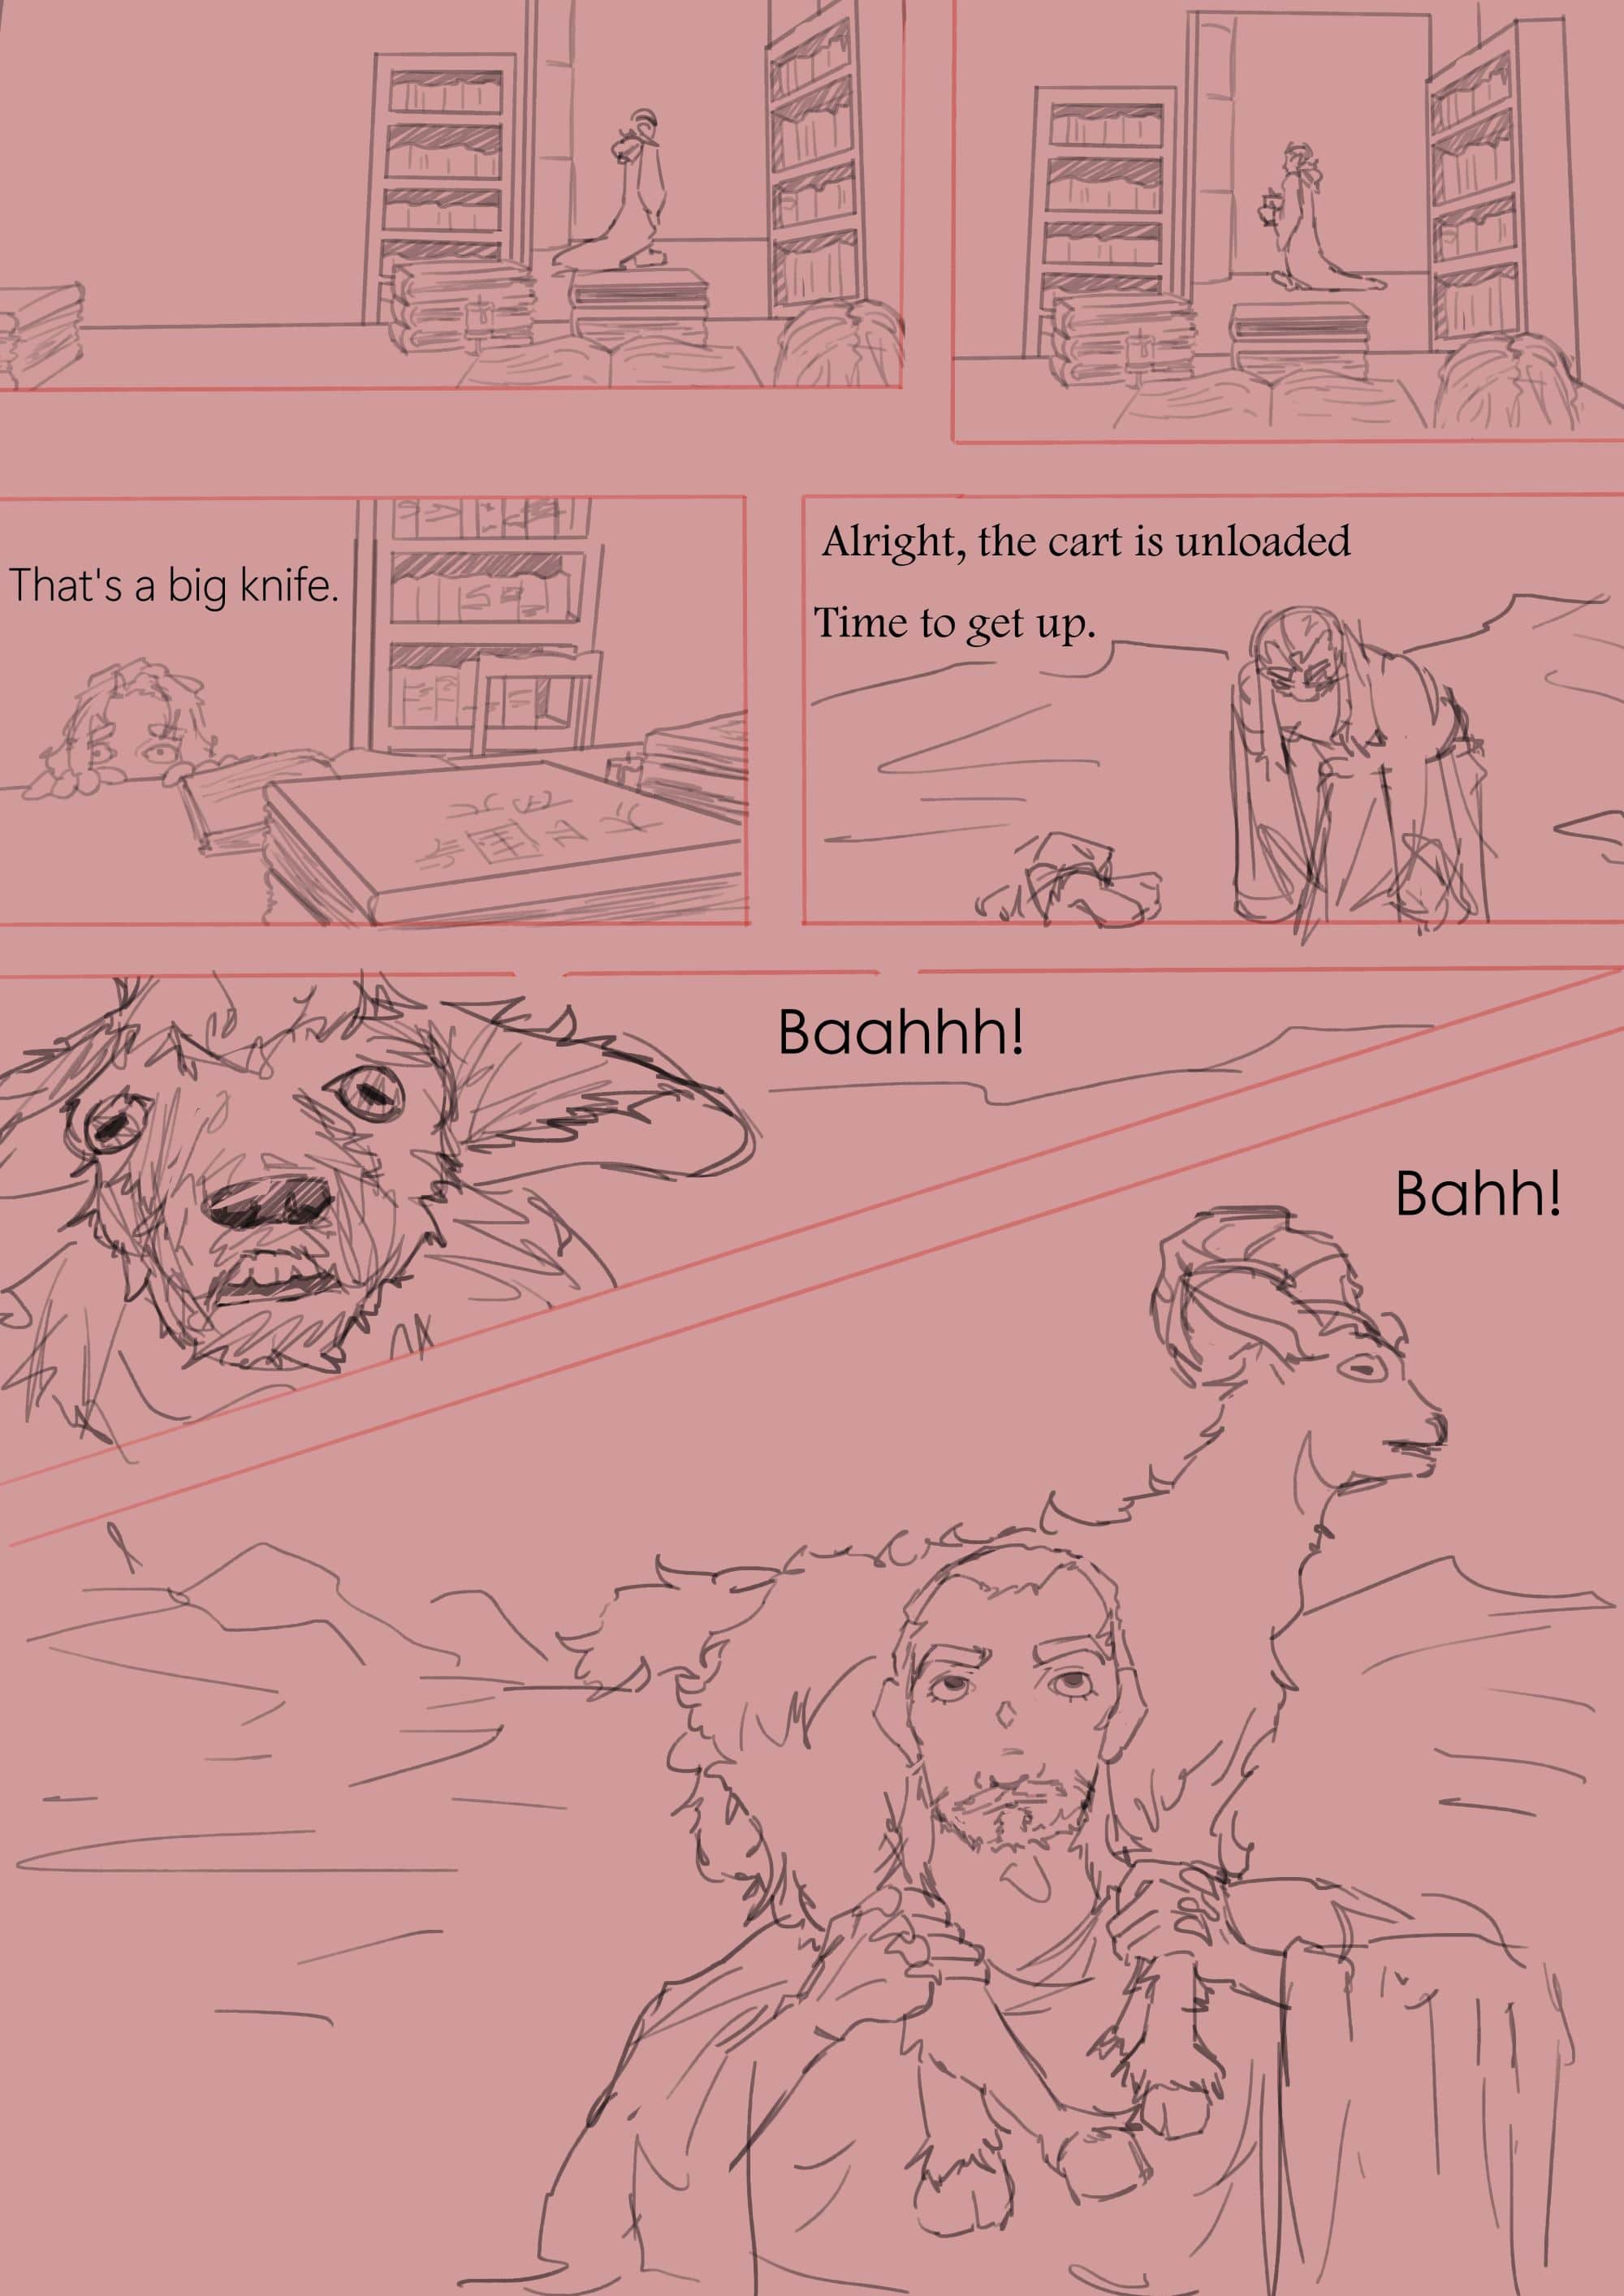 That's a big knife.
Alright, the cart is unloaded
Time to get up.
Baahhh!
Bahh!